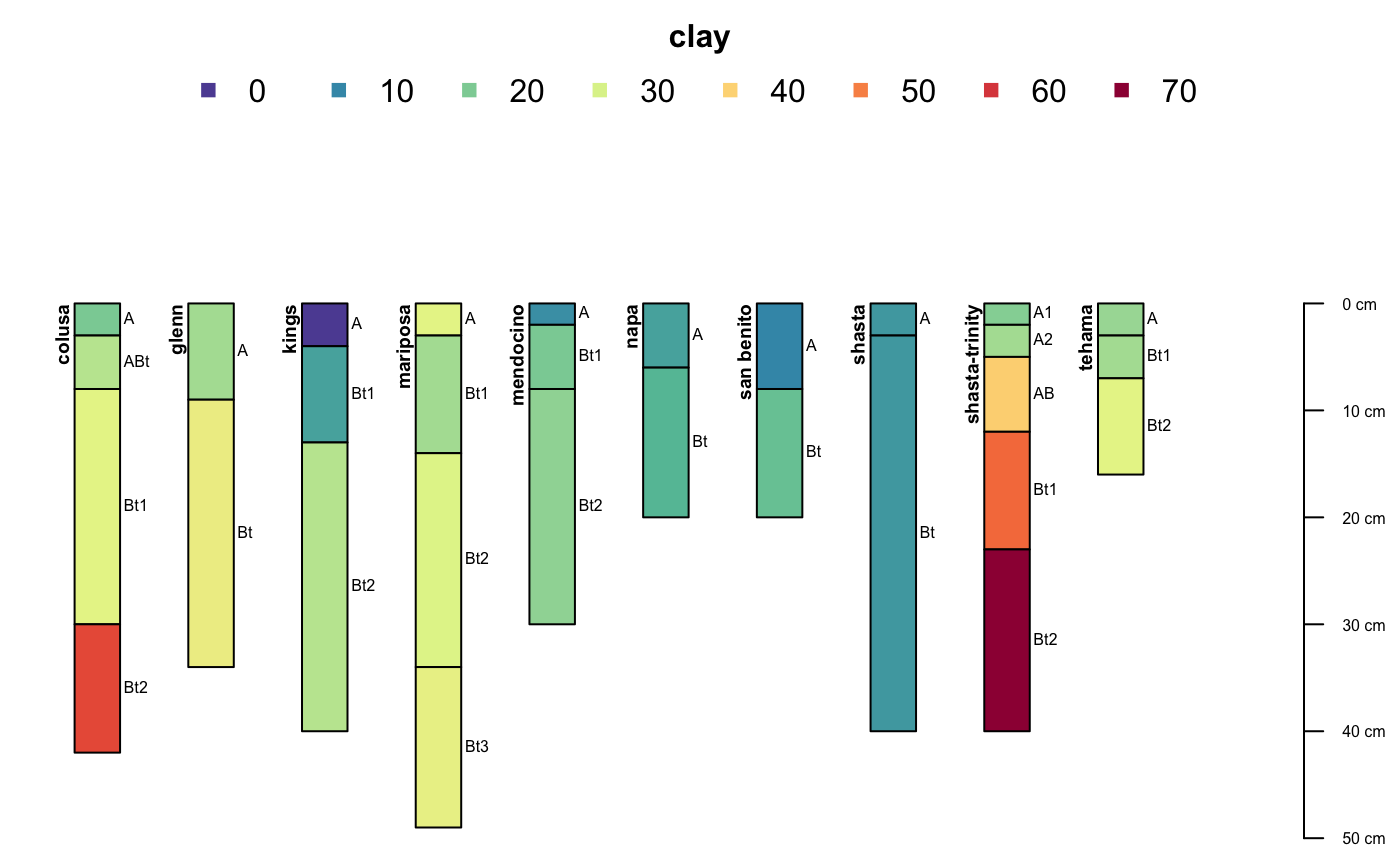 clay
0 10 20 30 40 50 60 70
colusa
A
ABt
Bt1
Bt2
glenn
A
Bt
kings
A
Bt1
Bt2
mariposa
A
Bt1
Bt2
Bt3
mendocino
A
Bt1
Bt2
napa
A
Bt
san benito
A
Bt
shasta
A
Bt
shasta-trinity
A1
A2
AB
Bt1
Bt2
tehama
A
Bt1
Bt2
0 cm
10 cm
20 cm
30 cm
40 cm
50 cm